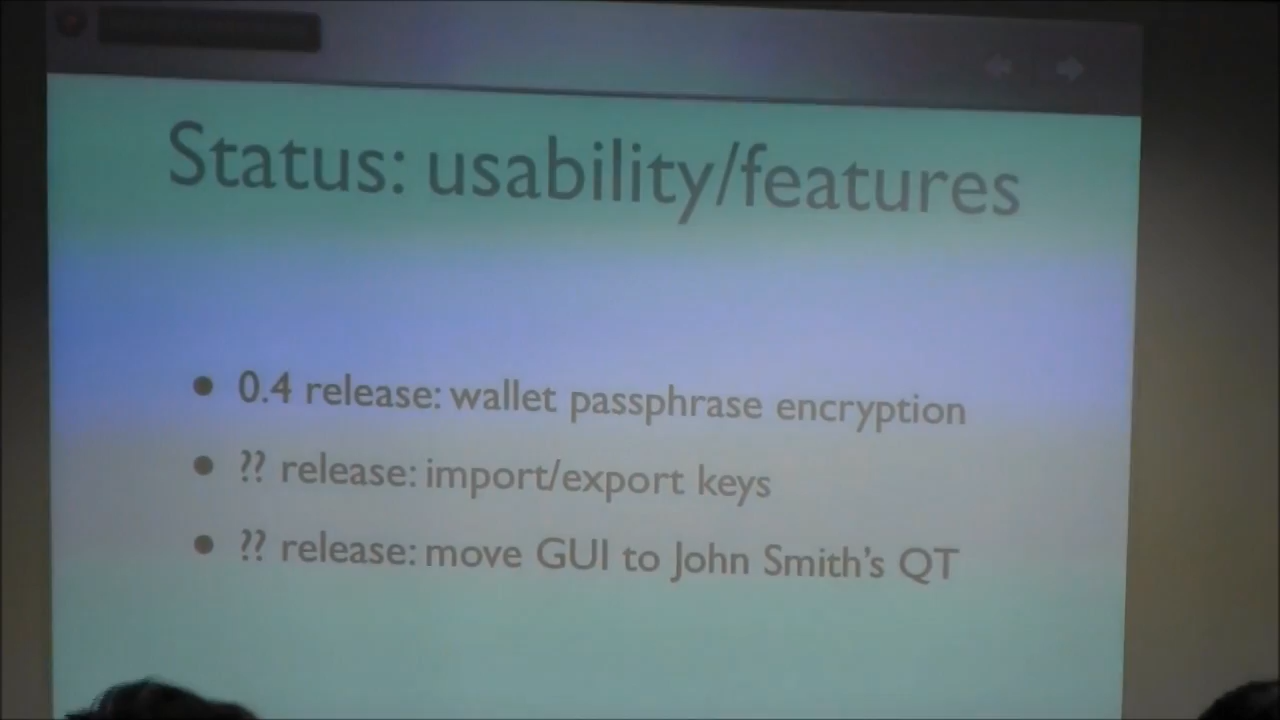 Status: usability/features
• 0.4 release: wallet passphrase encryption
• ?? release: import/export keys
• ?? release: move GUI to John Smith's QT